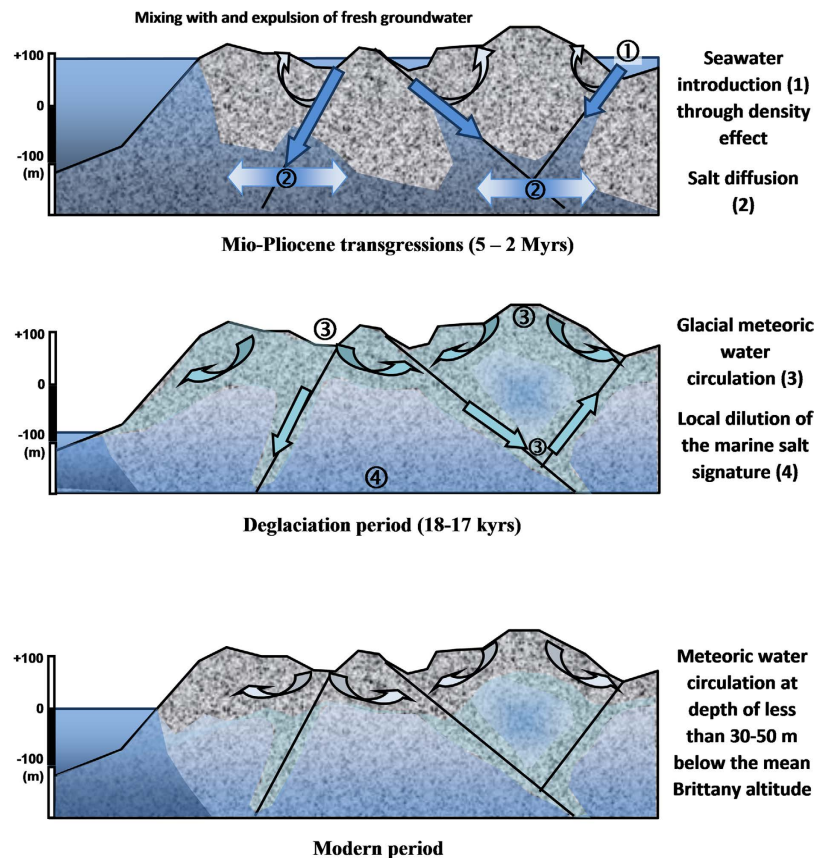 Mixing with and expulsion of fresh groundwater
+100
0
-100
(m)
①
②
②
Seawater
introduction (1)
through density
effect
Salt diffusion
(2)
Mio-Pliocene transgressions (5 – 2 Myrs)
+100
0
-100
(m)
③
③
③
④
Glacial meteoric
water
circulation (3)
Local dilution of
the marine salt
signature (4)
Deglaciation period (18-17 kyrs)
+100
0
-100
(m)
Meteoric water
circulation at
depth of less
than 30-50 m
below the mean
Brittany altitude
Modern period